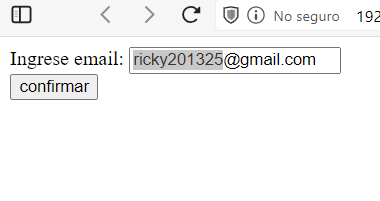 No seguro 192
Ingrese email: ricky201325@gmail.com
confirmar